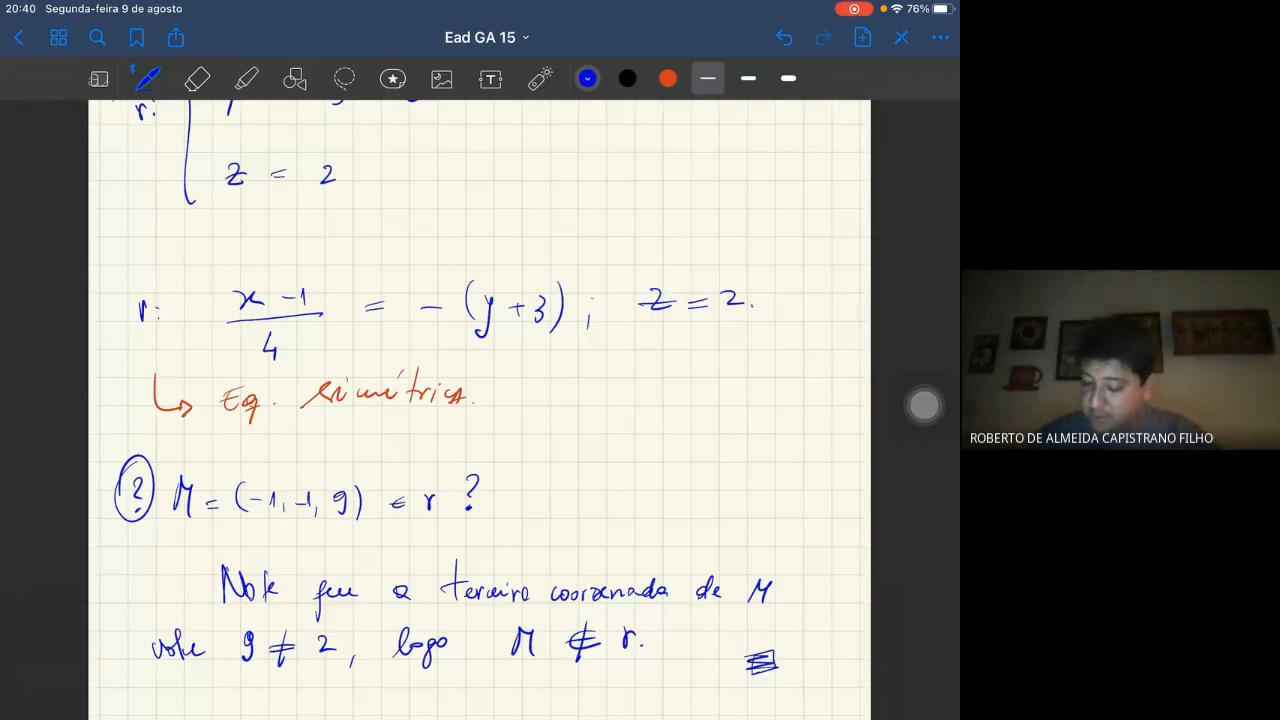 20:40 Segunda-feira 9 de agosto
76%
Ead GA 15
T
r:
z = 2
r: x - 1 / 4 = - (y + 3) ; z = 2.
↳ Eq. simétrica.
? M = (-1, -1, 9) ∈ r ?
Note que a terceira coordenada de M
vale 9 ≠ 2, logo M ∉ r.
ROBERTO DE ALMEIDA CAPISTRANO FILHO